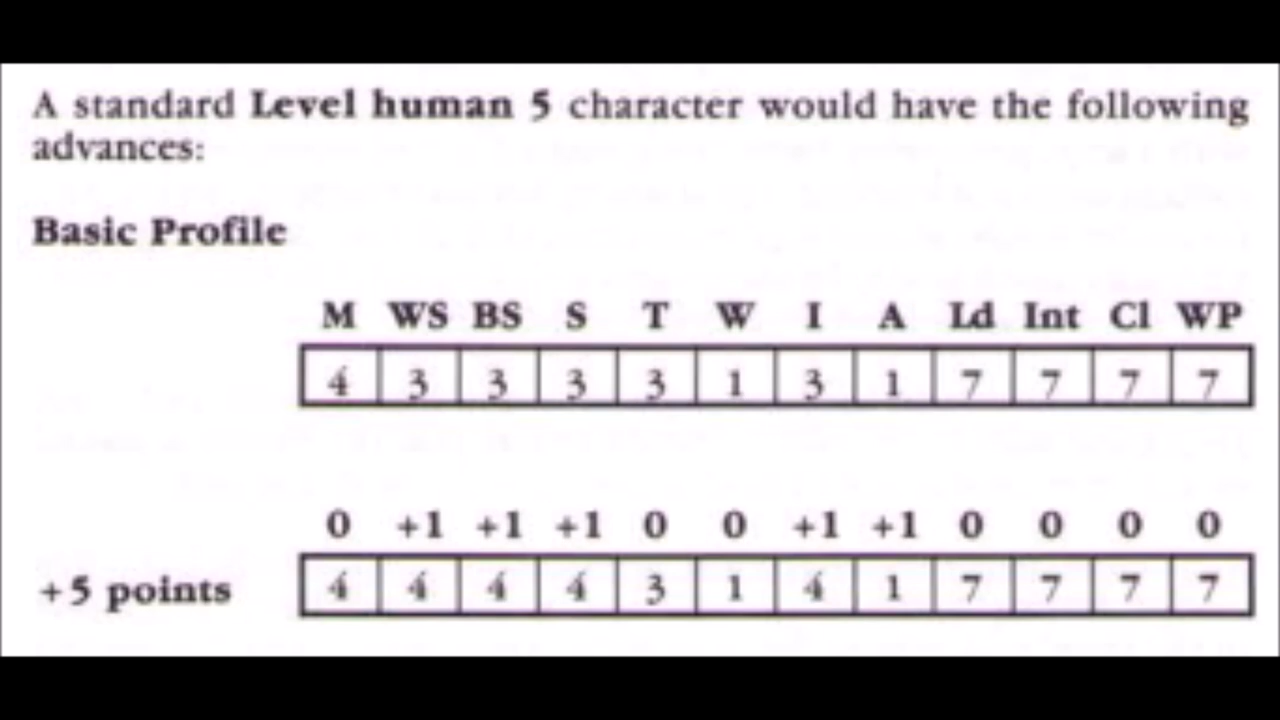 A standard Level human 5 character would have the following
advances:
Basic Profile
M WS BS S T W I A Ld Int Cl WP
4 3 3 3 3 1 3 1 7 7 7 7
0 +1 +1 +1 0 0 +1 +1 0 0 0 0
+5 points 4 4 4 4 3 1 4 1 7 7 7 7